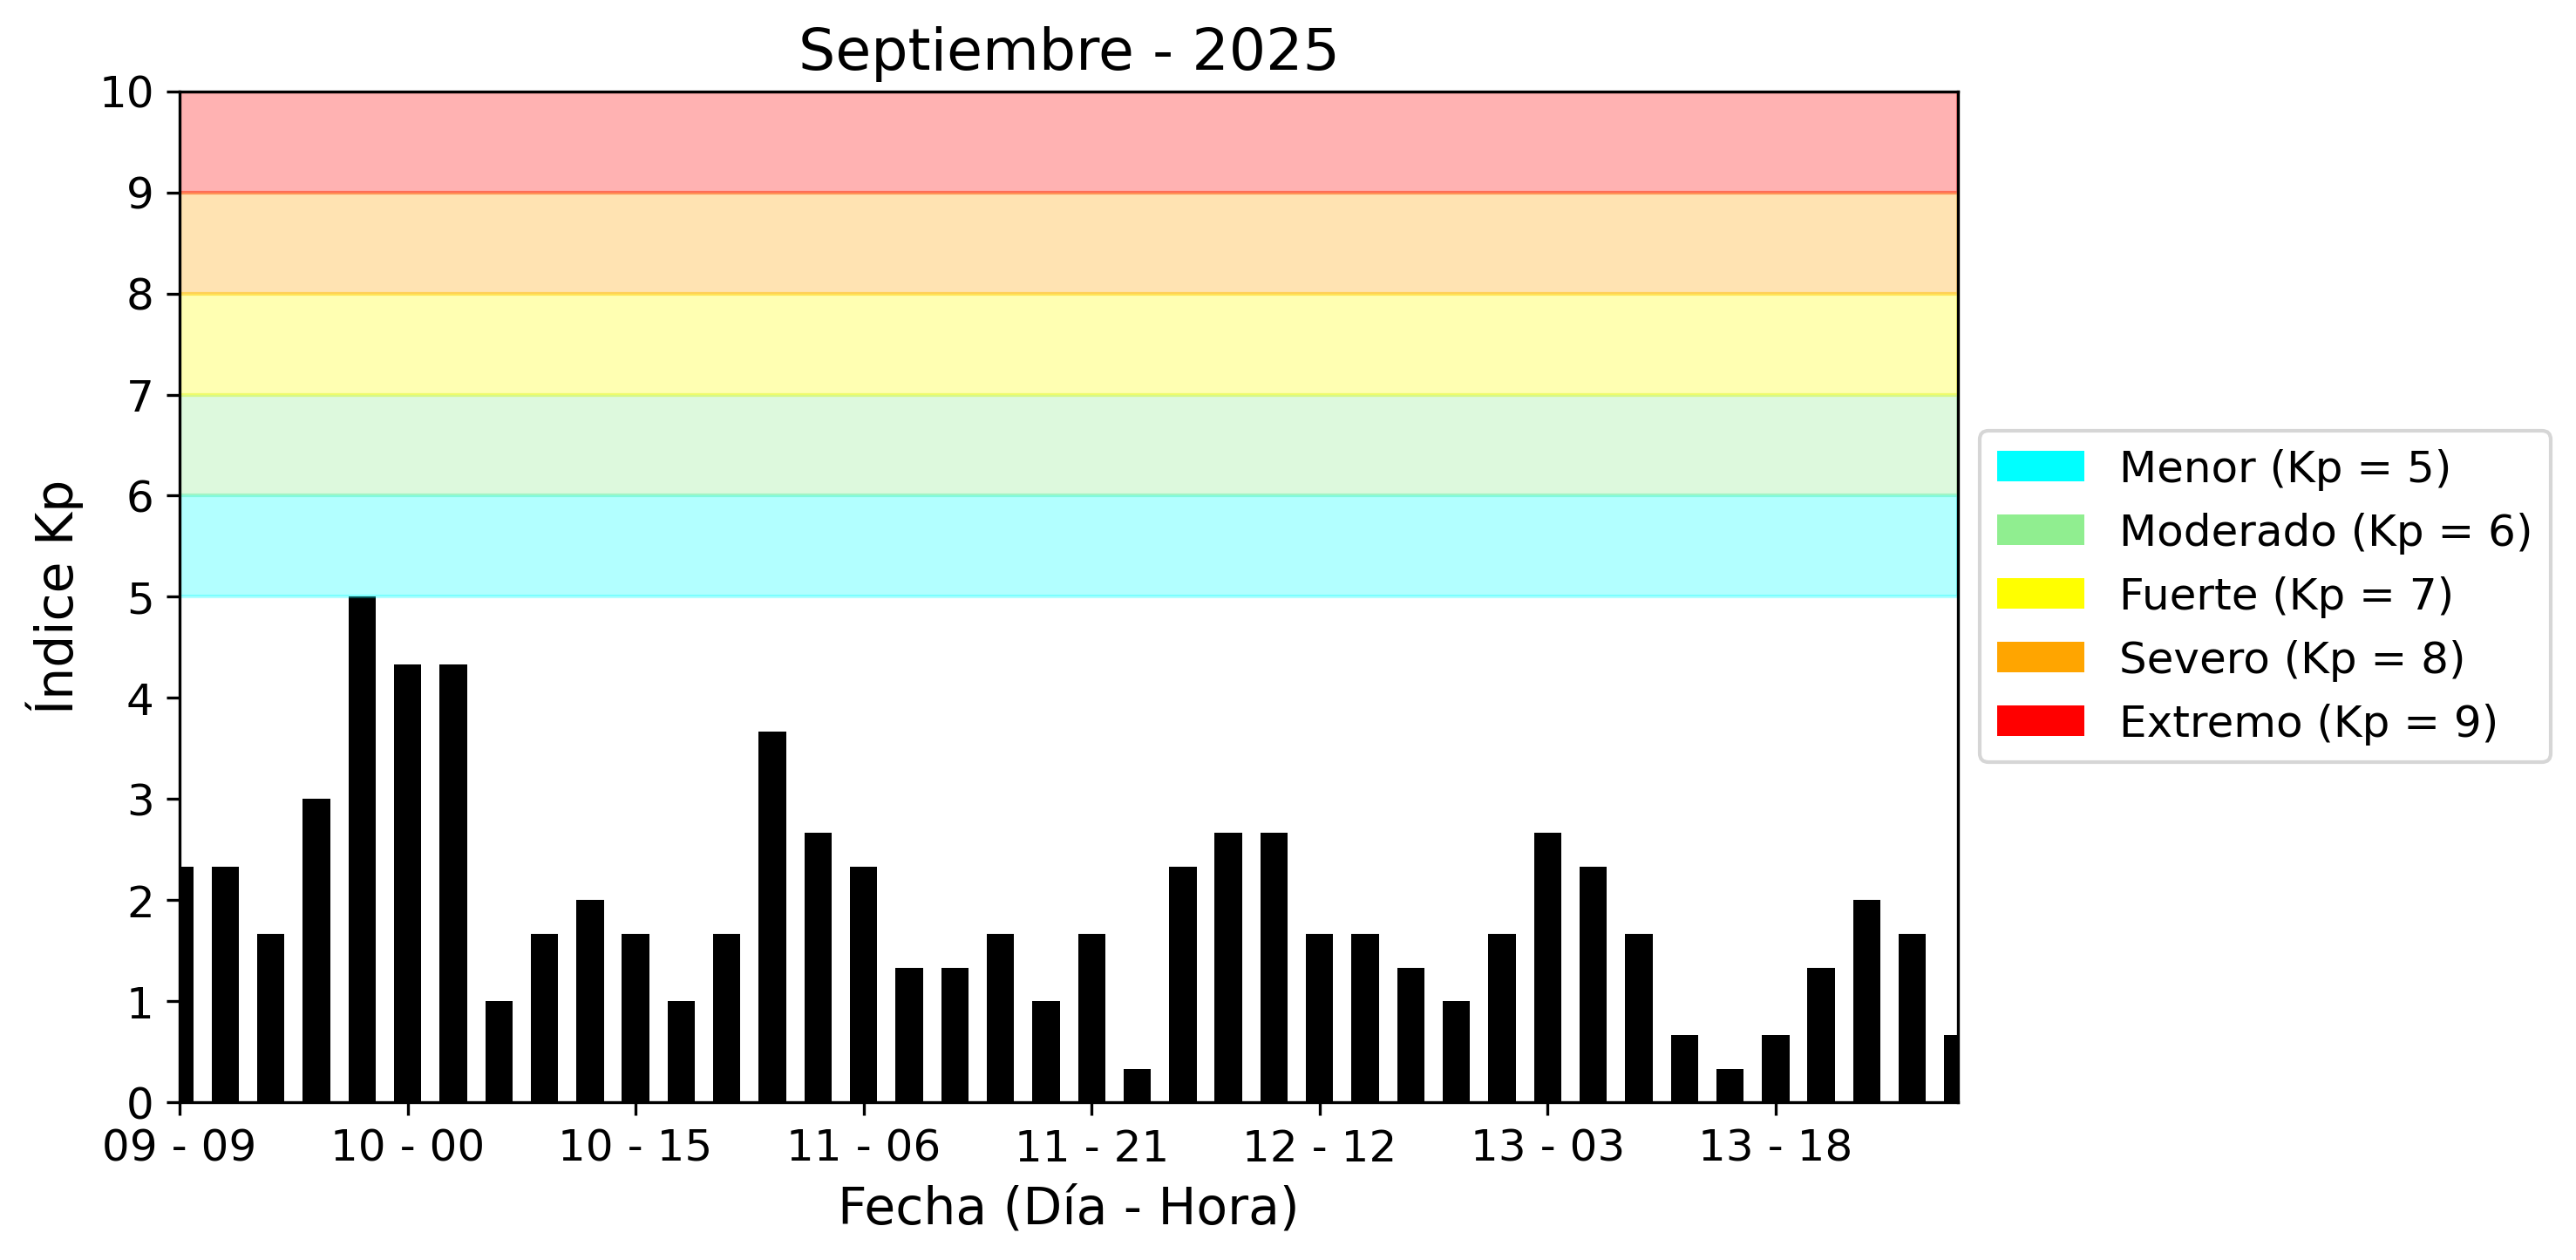 Septiembre - 2025
10
9
8
7
6
5
4
3
2
1
0
Índice Kp
09 - 09
10 - 00
10 - 15
11 - 06
11 - 21
12 - 12
13 - 03
13 - 18
Fecha (Día - Hora)
Menor (Kp = 5)
Moderado (Kp = 6)
Fuerte (Kp = 7)
Severo (Kp = 8)
Extremo (Kp = 9)